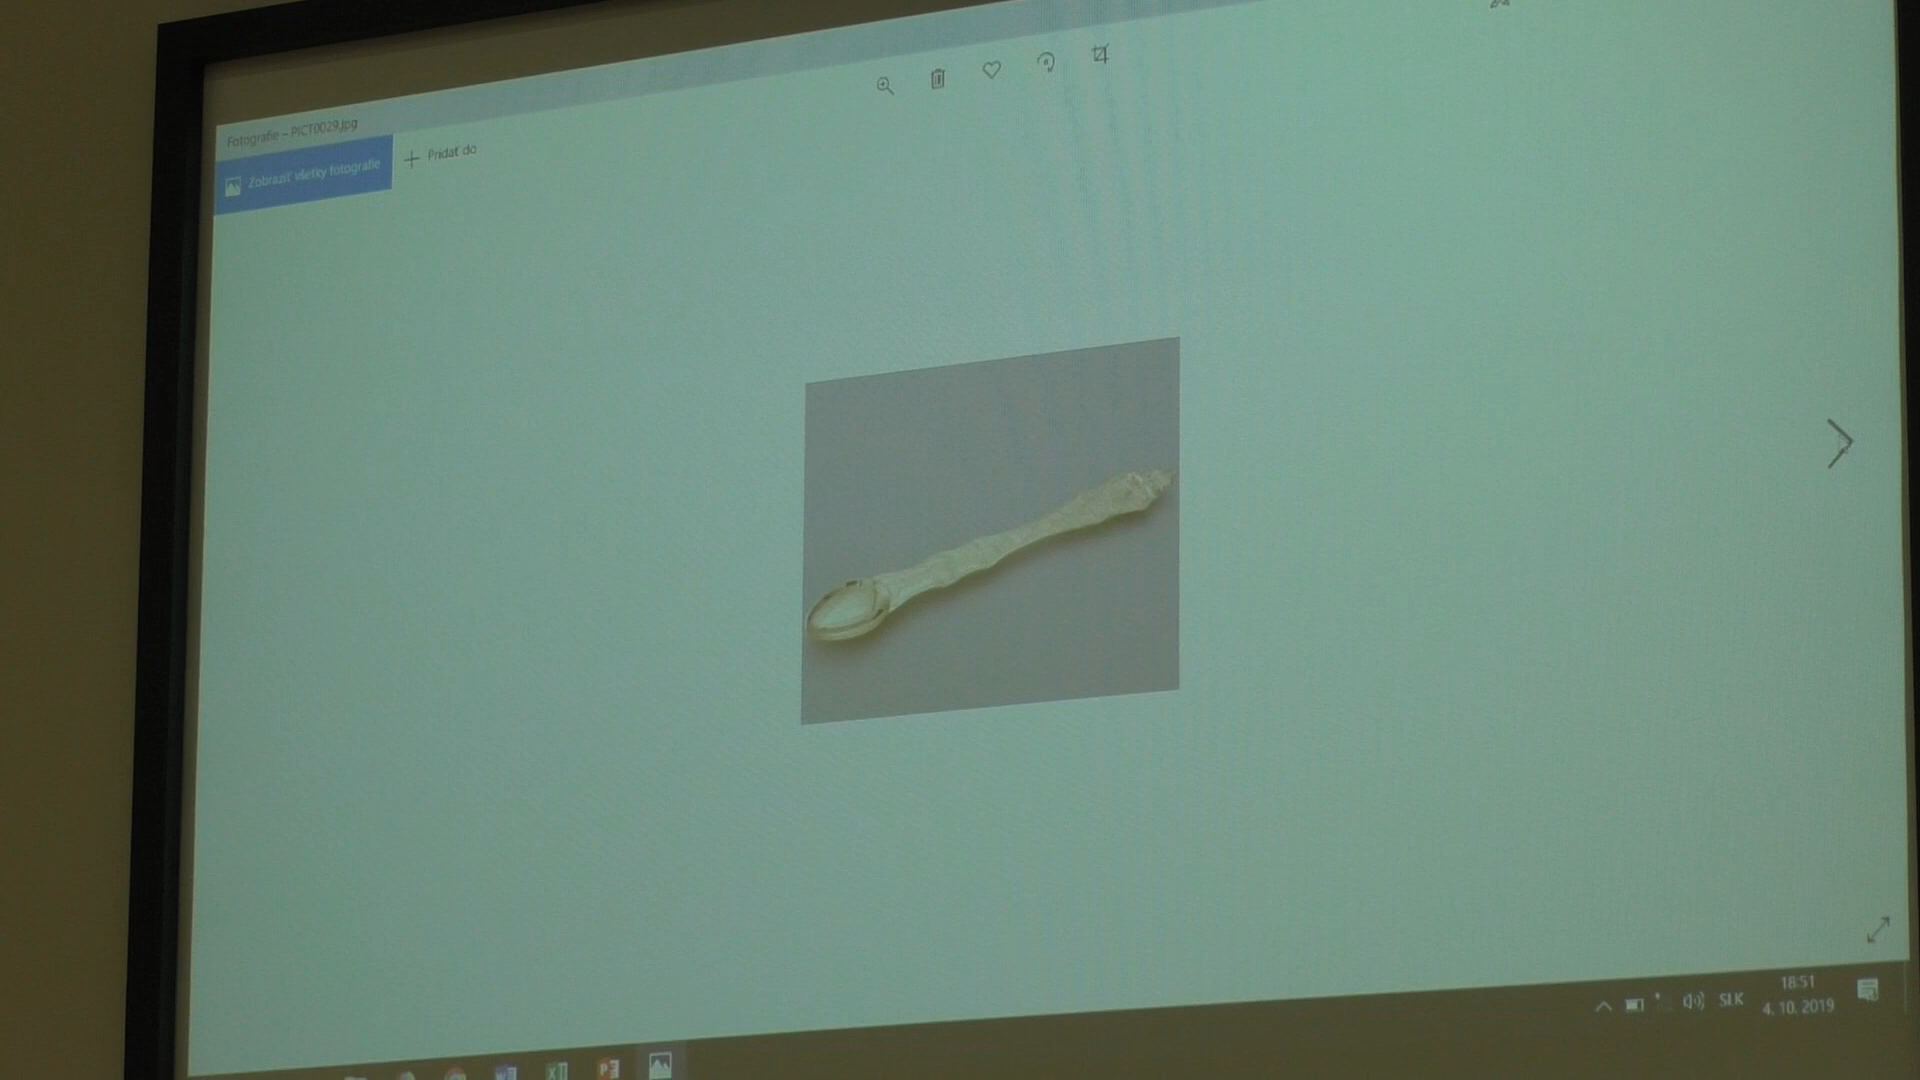 Fotografie – PICT0029.jpg
Zobraziť všetky fotografie
Pridať do
SLK
18:51
4. 10. 2019